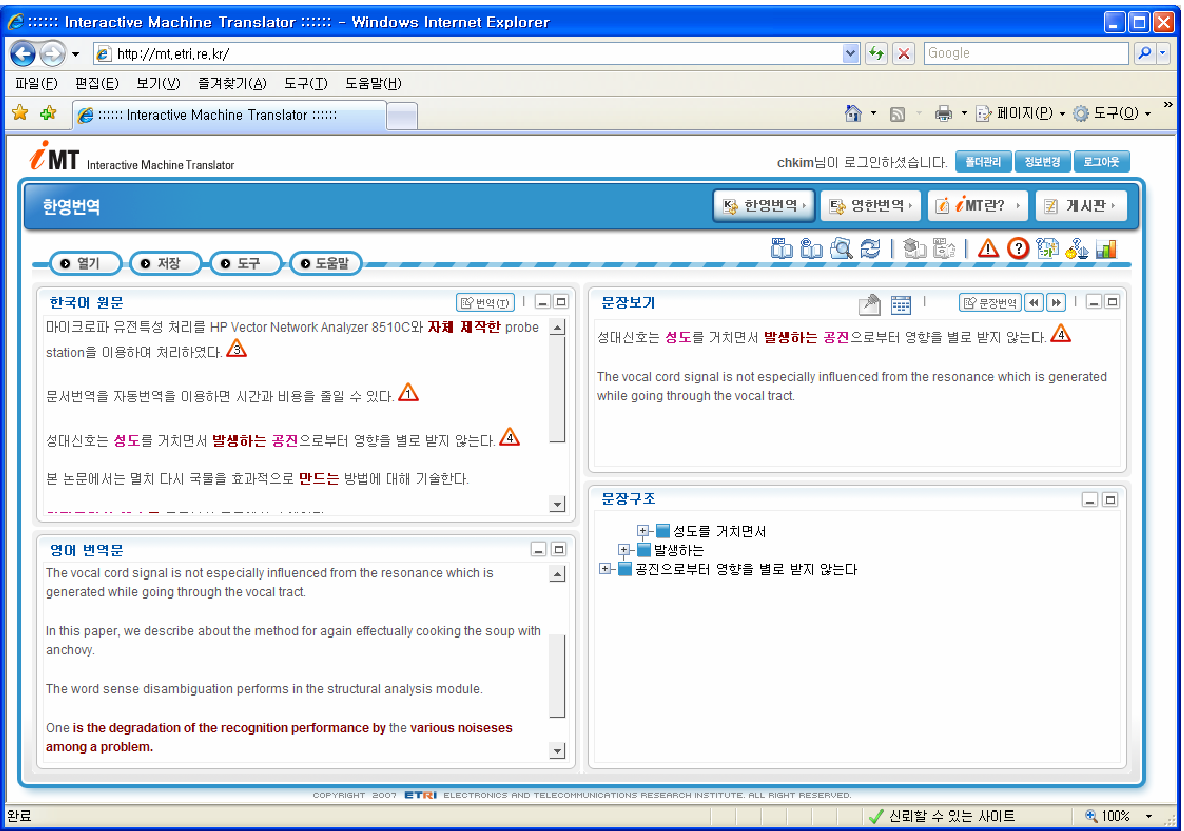 :::::: Interactive Machine Translator :::::: - Windows Internet Explorer
http://mt.etri.re.kr/
Google
파일(F) 편집(E) 보기(V) 즐겨찾기(A) 도구(T) 도움말(H)
:::::: Interactive Machine Translator ::::::
페이지(P) 도구(O) »
iMT Interactive Machine Translator
chkim님이 로그인하셨습니다. 폴더관리 정보변경 로그아웃
한영번역 한영번역 영한번역 iMT란? 게시판
열기 저장 도구 도움말
한국어 원문 번역(T)
마이크로파 유전특성 처리를 HP Vector Network Analyzer 8510C와 자체 제작한 probe
station을 이용하며 처리하였다. 3
문서번역을 자동번역을 이용하면 시간과 비용을 줄일 수 있다. 1
성대신호는 성도를 거치면서 발생하는 공진으로부터 영향을 별로 받지 않는다. 4
본 논문에서는 멸치 다시 국물을 효과적으로 만드는 방법에 대해 기술한다.
영어 번역문
The vocal cord signal is not especially influenced from the resonance which is
generated while going through the vocal tract.
In this paper, we describe about the method for again effectually cooking the soup with
anchovy.
The word sense disambiguation performs in the structural analysis module.
One is the degradation of the recognition performance by the various noiseses
among a problem.
문장보기 문장번역
성대신호는 성도를 거치면서 발생하는 공진으로부터 영향을 별로 받지 않는다. 4
The vocal cord signal is not especially influenced from the resonance which is generated
while going through the vocal tract.
문장구조
성도를 거치면서
발생하는
공진으로부터 영향을 별로 받지 않는다
COPYRIGHT 2007 ETRI ELECTRONICS AND TELECOMMUNICATIONS RESEARCH INSTITUTE. ALL RIGHT RESERVED.
완료 신뢰할 수 있는 사이트 100%